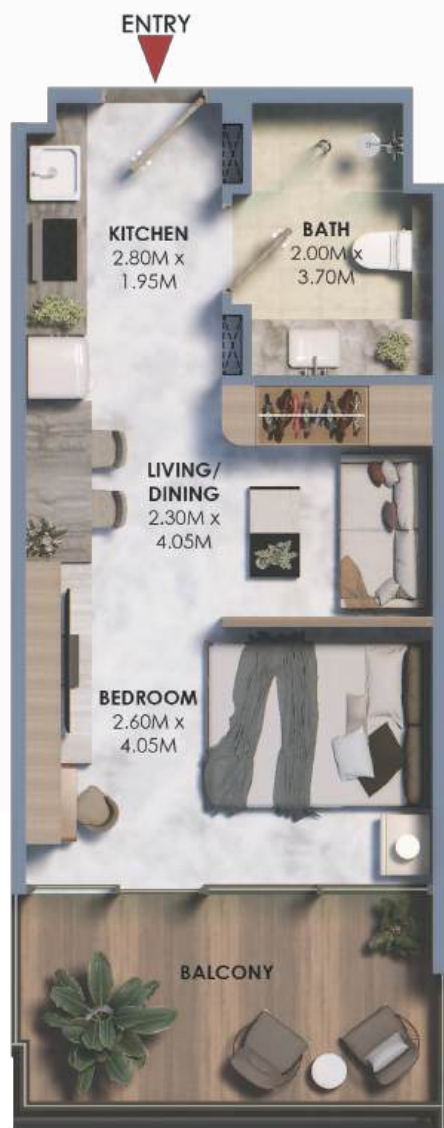 ENTRY
KITCHEN
2.80M x
1.95M
BATH
2.00M x
3.70M
LIVING/
DINING
2.30M x
4.05M
BEDROOM
2.60M x
4.05M
BALCONY